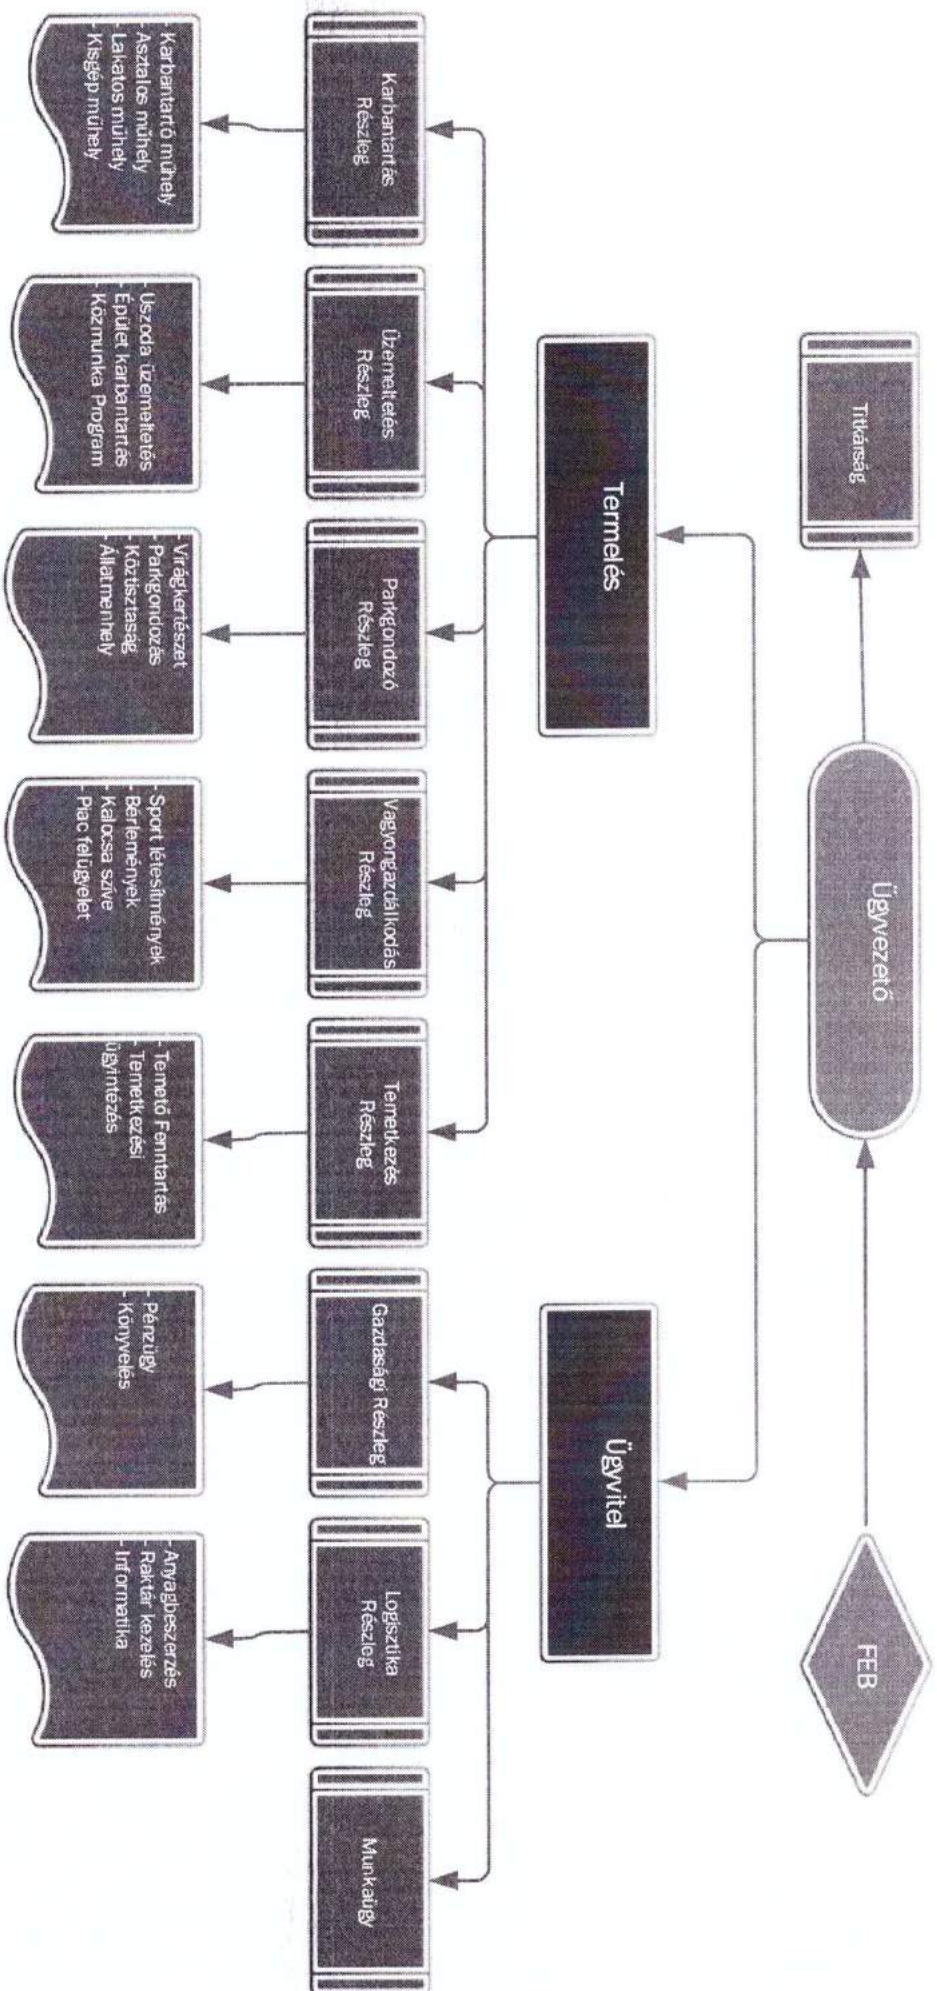 Titkárság
Ügyvezető
FEB
Termelés
Ügyvitel
Karbantartás
Részleg
Üzemeltetés
Részleg
Parkgondozó
Részleg
Vagyongazdálkodás
Részleg
Temetkezés
Részleg
Gazdasági Részleg
Logisztika
Részleg
Munkaügy
- Karbantartó műhely
- Asztalos műhely
- Lakatos műhely
- Kisgép műhely
- Uszoda üzemeltetés
- Épület karbantartás
- Közmunka Program
- Virágkertészet
- Parkgondozás
- Köztisztaság
- Állatmenhely
- Sport létesítmények
- Bérlemények
- Kalocsa szíve
- Piac felügyelet
- Temető Fenntartás
- Temetkezési
ügyintézés
- Pénzügy
- Könyvelés
- Anyagbeszerzés
- Raktár kezelés
- Informatika